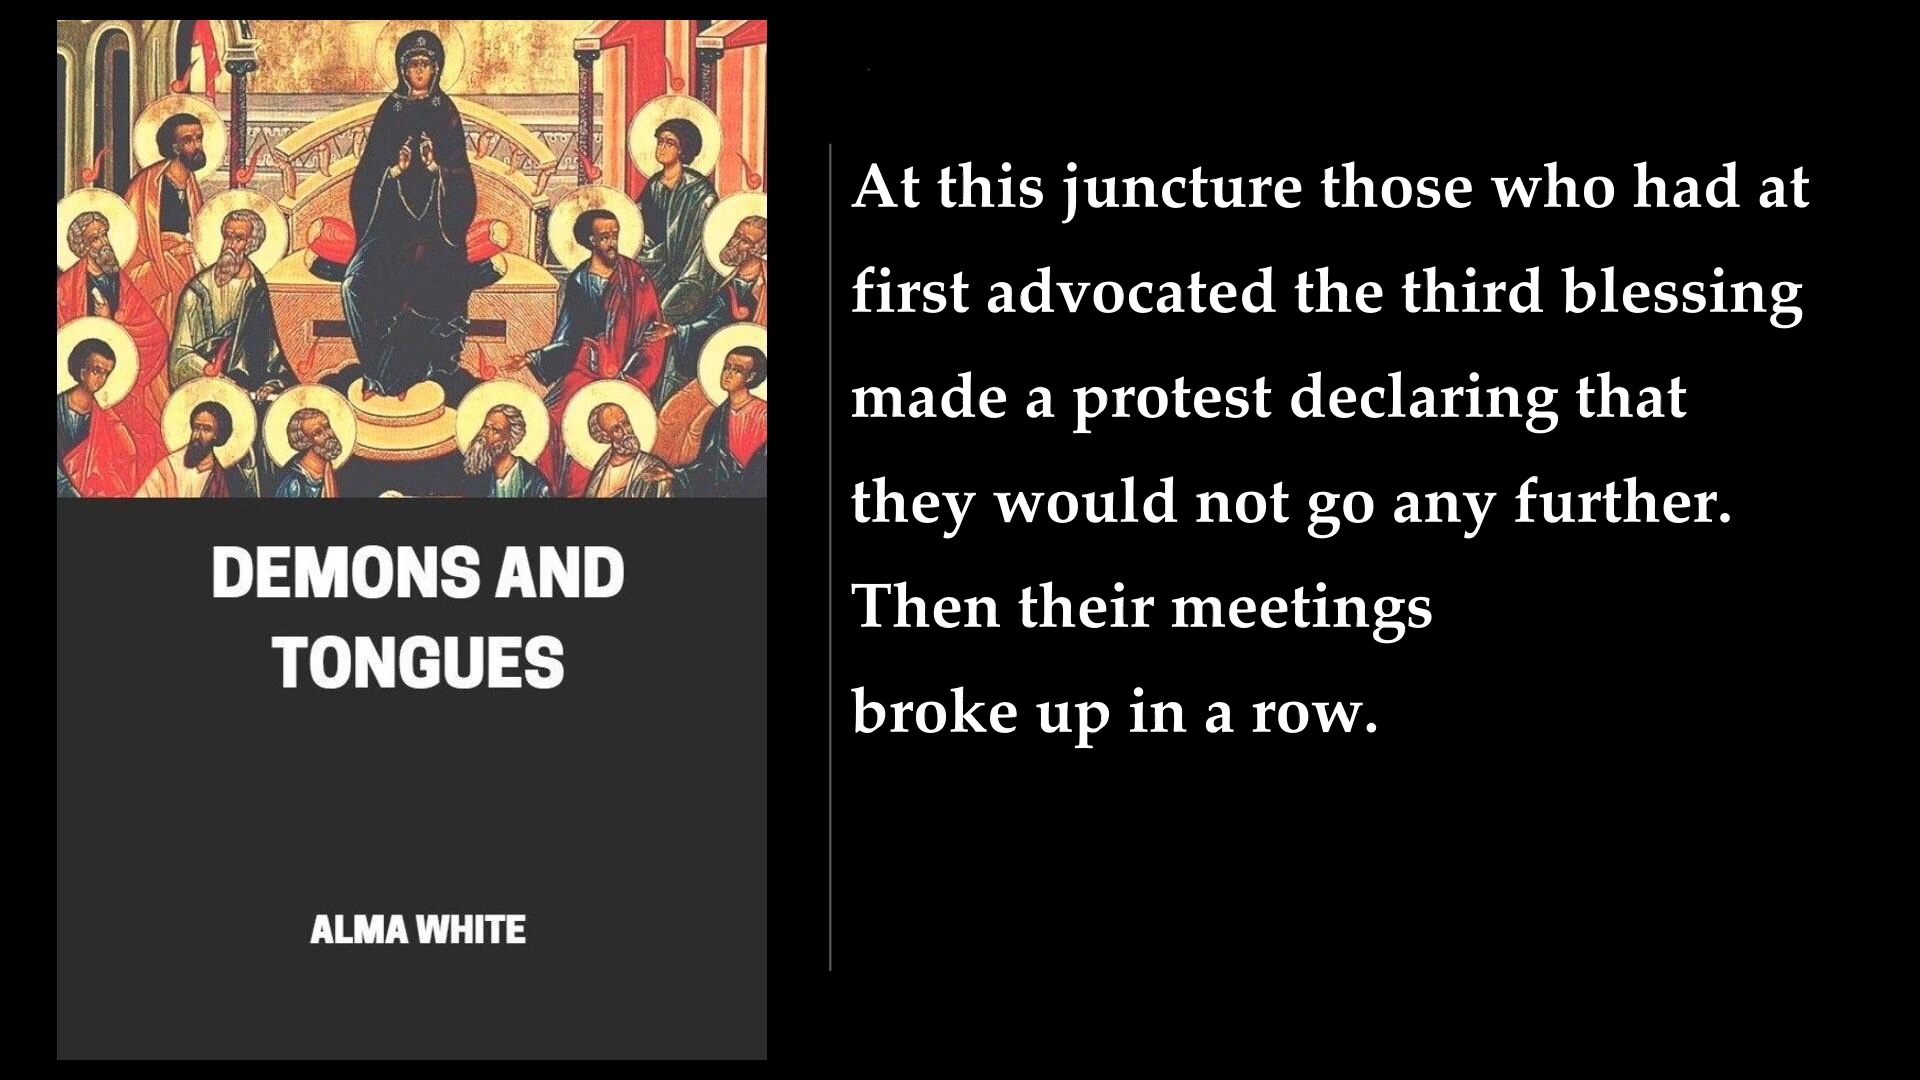 DEMONS AND
TONGUES
ALMA WHITE
At this juncture those who had at
first advocated the third blessing
made a protest declaring that
they would not go any further.
Then their meetings
broke up in a row.